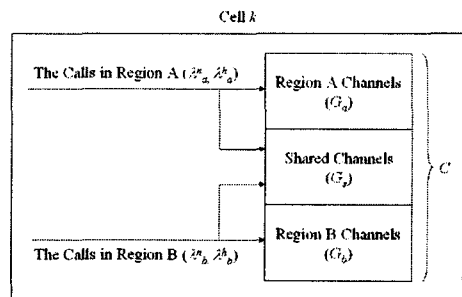 Cell k
The Calls in Region A (λⁿₐ, λʰₐ)
Region A Channels
(Gₐ)
Shared Channels
(Gₛ)
C
Region B Channels
(G_b)
The Calls in Region B (λⁿ_b, λʰ_b)